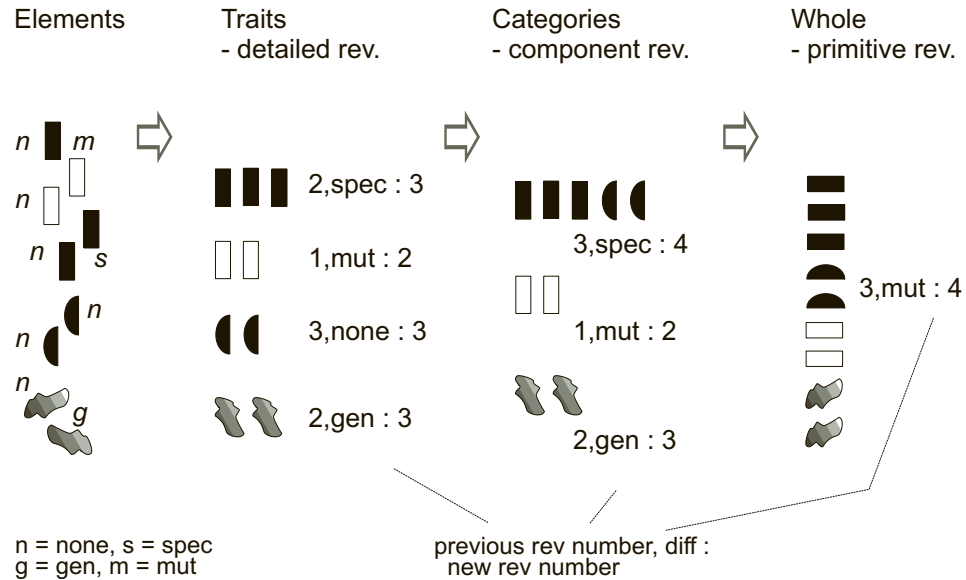 Elements
Traits
- detailed rev.
Categories
- component rev.
Whole
- primitive rev.
n
m
n
n
s
n
n
n
g
2,spec : 3
1,mut : 2
3,none : 3
2,gen : 3
3,spec : 4
1,mut : 2
2,gen : 3
3,mut : 4
n = none, s = spec
g = gen, m = mut
previous rev number, diff :
new rev number